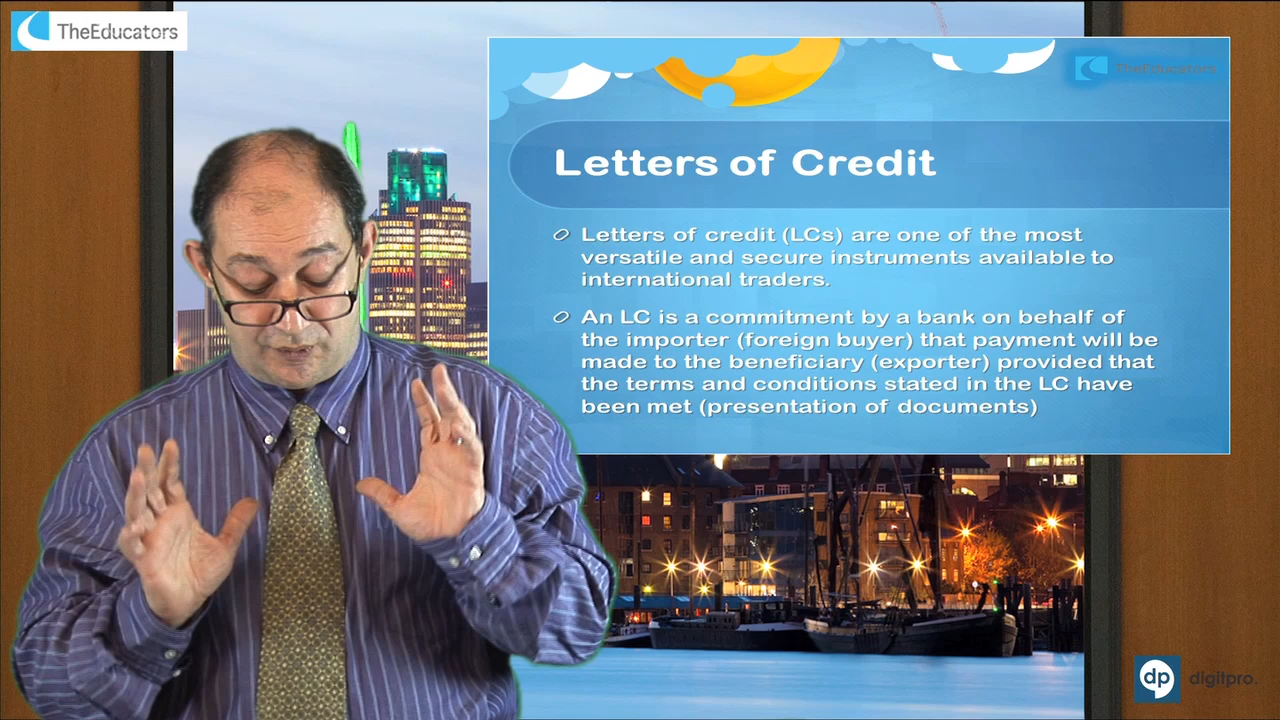 TheEducators
TheEducators
Letters of Credit
Letters of credit (LCs) are one of the most
versatile and secure instruments available to
international traders.
An LC is a commitment by a bank on behalf of
the importer (foreign buyer) that payment will be
made to the beneficiary (exporter) provided that
the terms and conditions stated in the LC have
been met (presentation of documents)
dp digitpro.